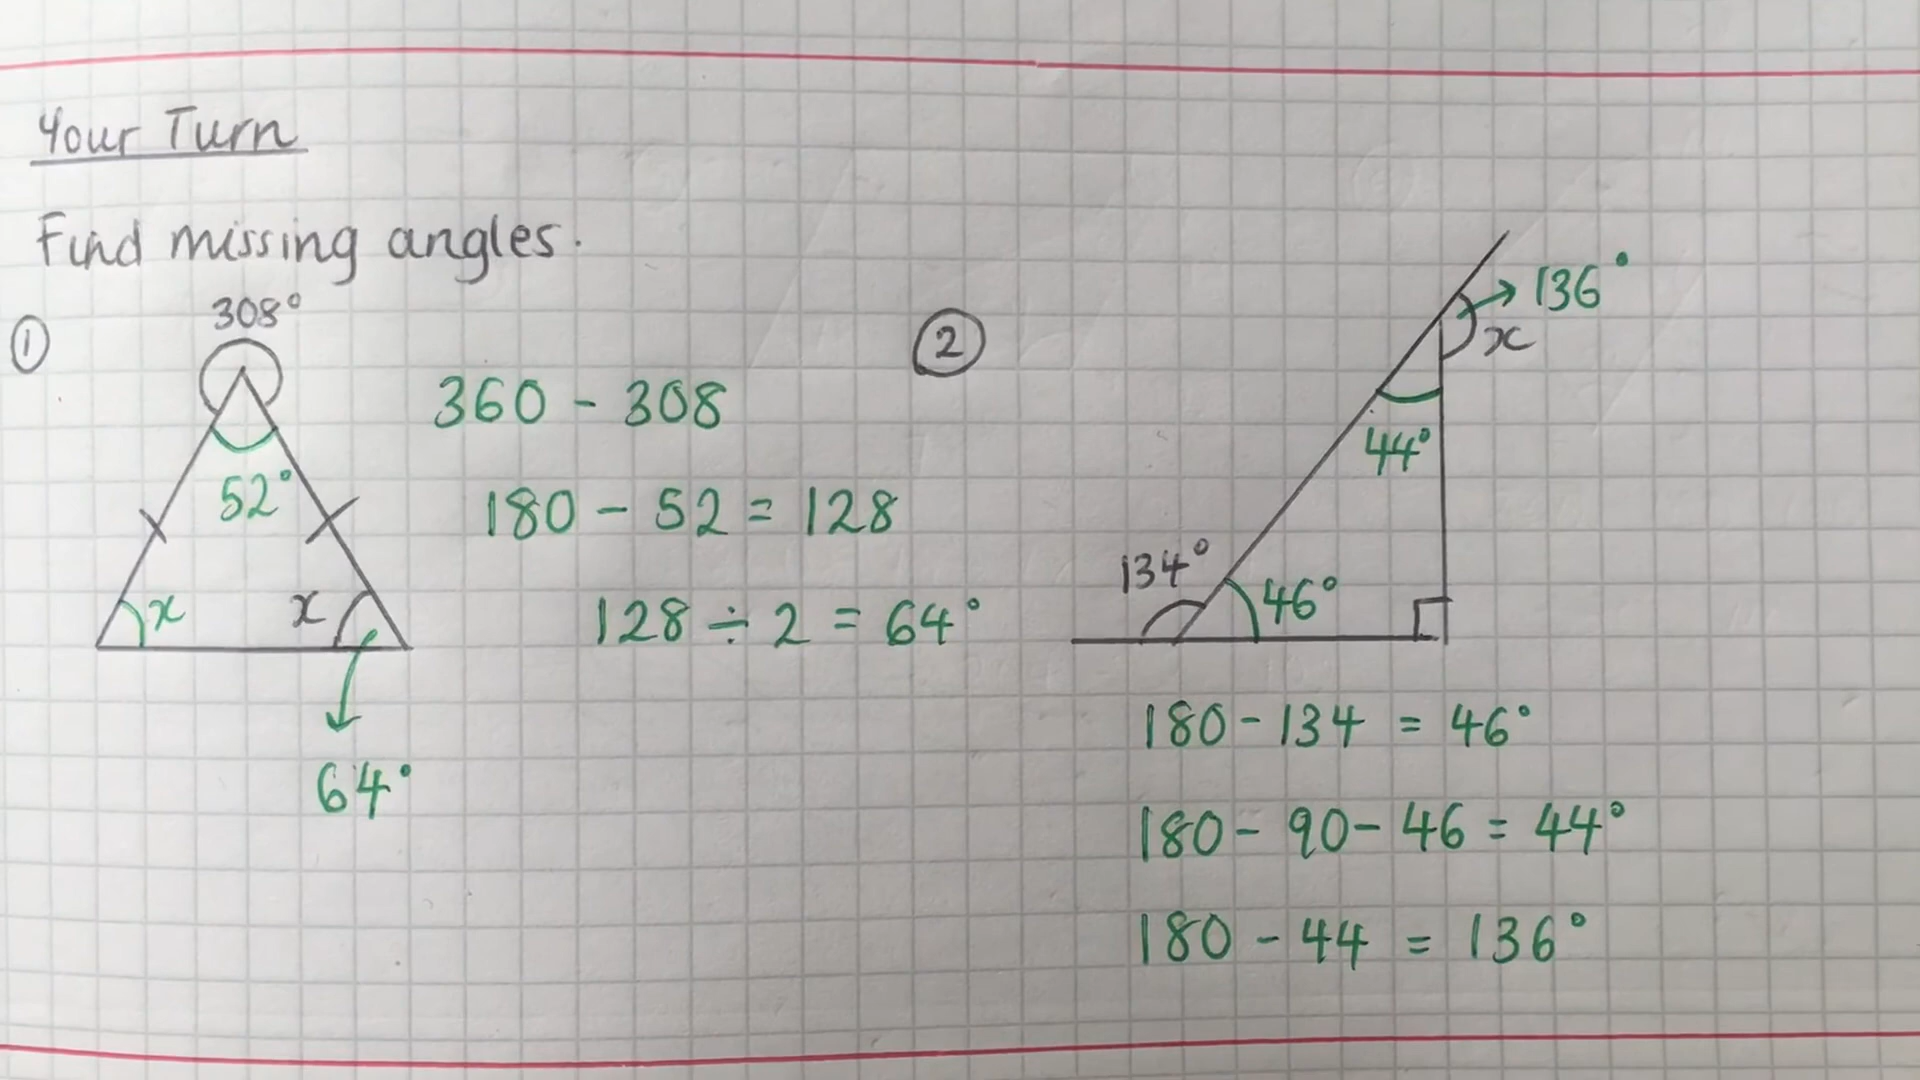 Your Turn
Find missing angles.
①
308°
52°
x
x
64°
360 - 308
180 - 52 = 128
128 ÷ 2 = 64°
②
136°
x
44°
134°
46°
180 - 134 = 46°
180 - 90 - 46 = 44°
180 - 44 = 136°